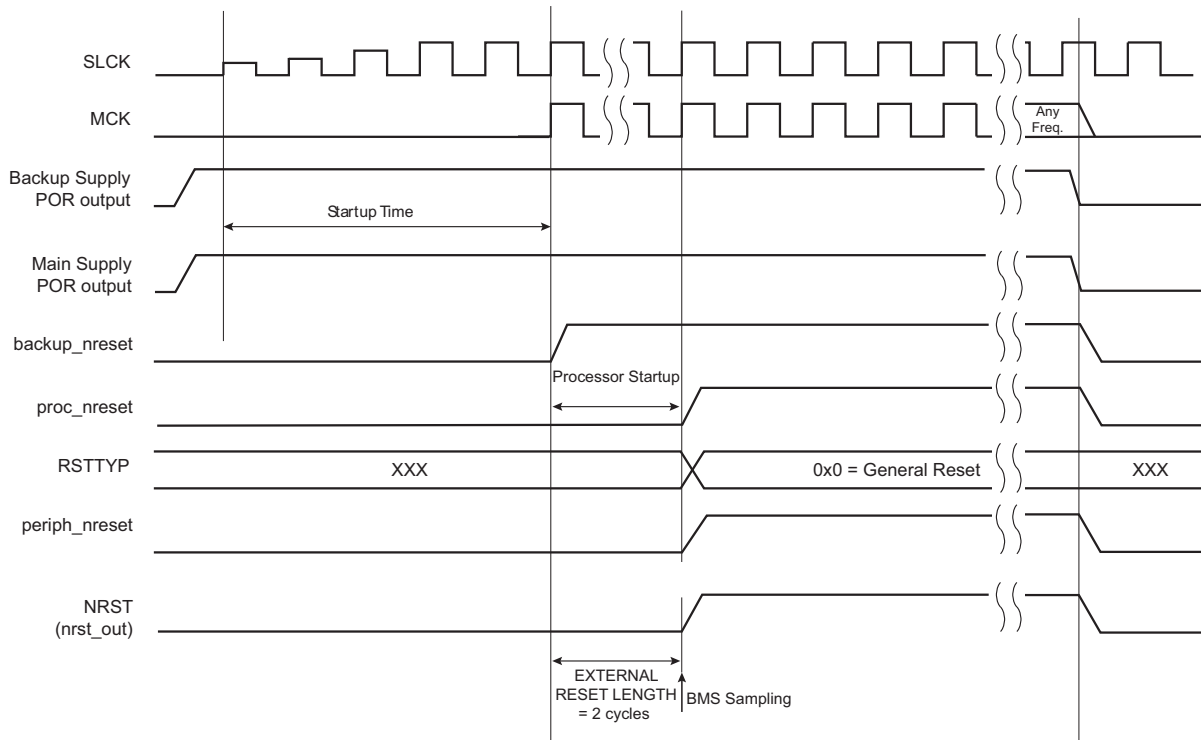 SLCK
MCK
Any
Freq.
Backup Supply
POR output
Startup Time
Main Supply
POR output
backup_nreset
Processor Startup
proc_nreset
RSTTYP
XXX
0x0 = General Reset
XXX
periph_nreset
NRST
(nrst_out)
EXTERNAL
RESET LENGTH
= 2 cycles
BMS Sampling